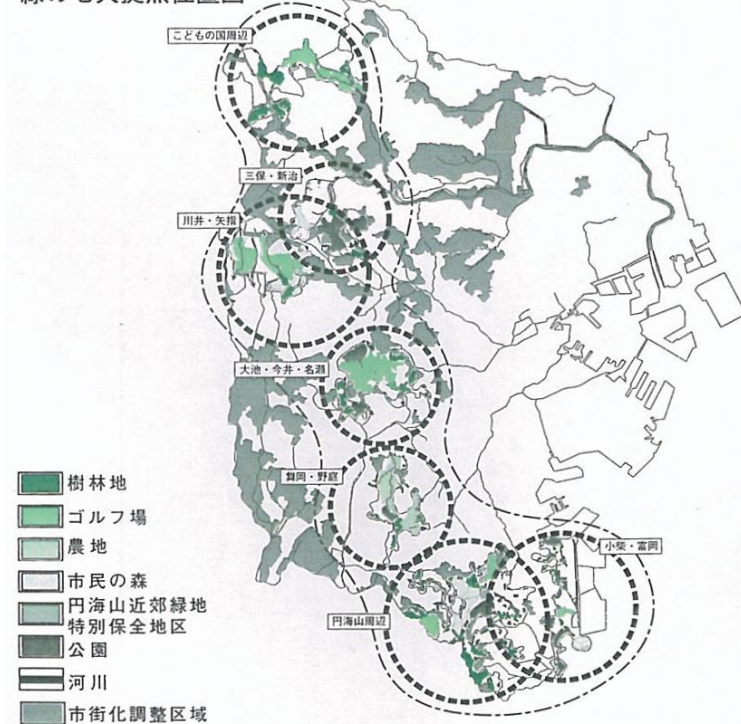 緑の七大拠点位置図
こどもの国周辺
三保・新治
川井・矢指
大池・今井・名瀬
舞岡・野庭
小柴・富岡
円海山周辺
樹林地
ゴルフ場
農地
市民の森
円海山近郊緑地
特別保全地区
公園
河川
市街化調整区域